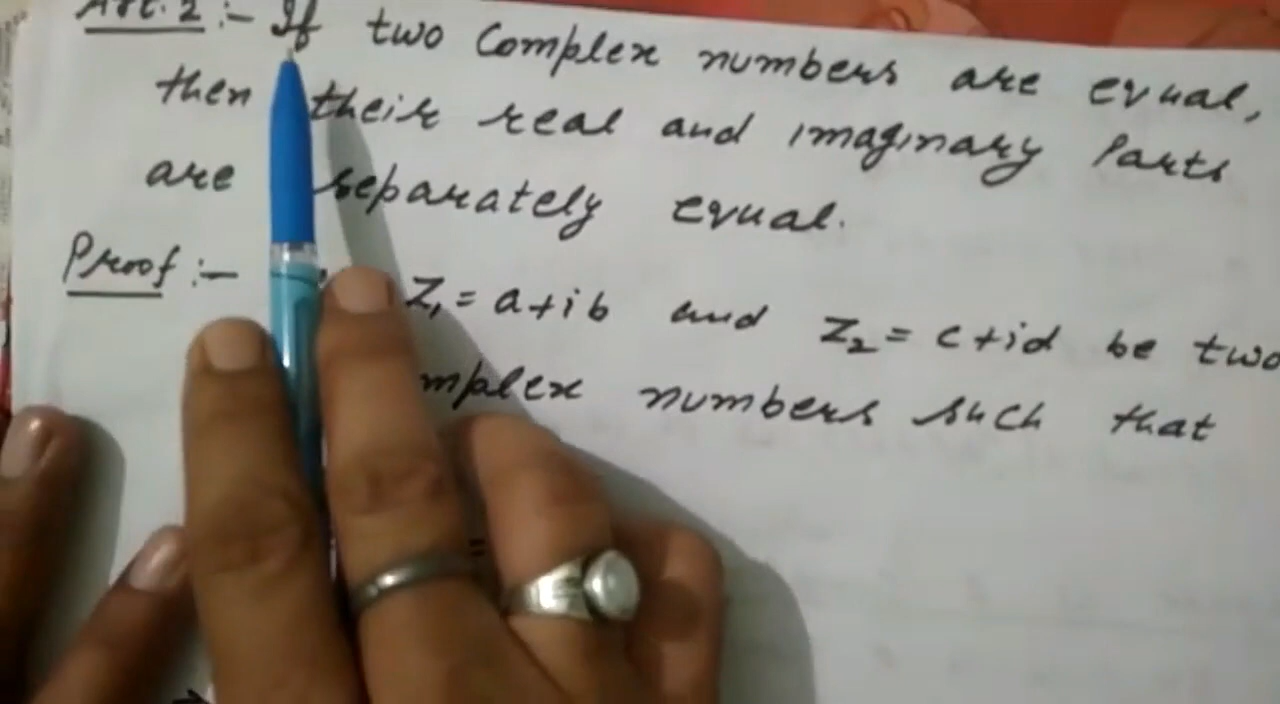 Art. 2 :- If two Complex numbers are equal,
then their real and imaginary Parts
are separately equal.
Proof :- Z₁ = a+ib and Z₂ = c+id be two
mplex numbers such that
=